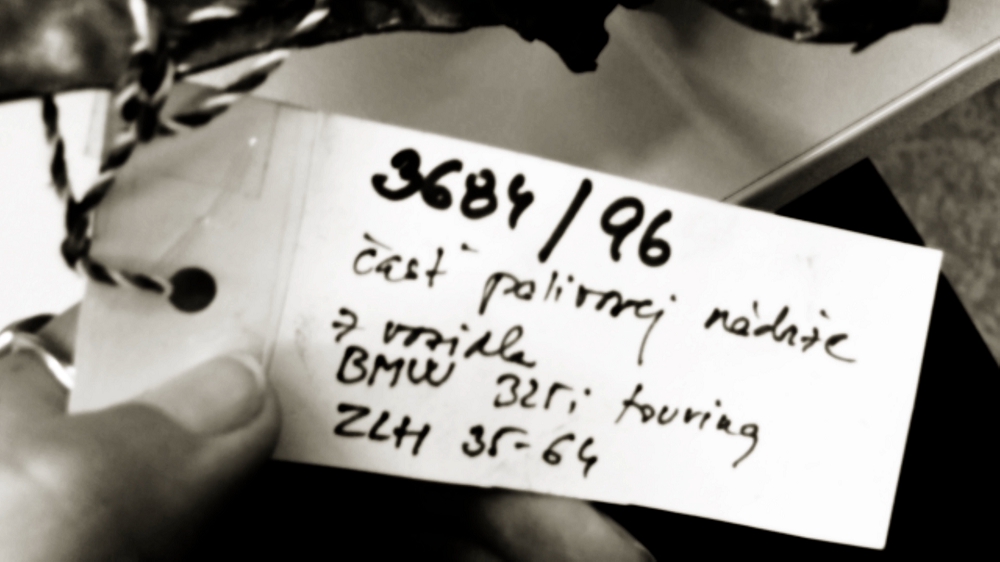 3684/96
časť palivovej nádrže
z vozidla
BMW 325i touring
ZLH 35-64